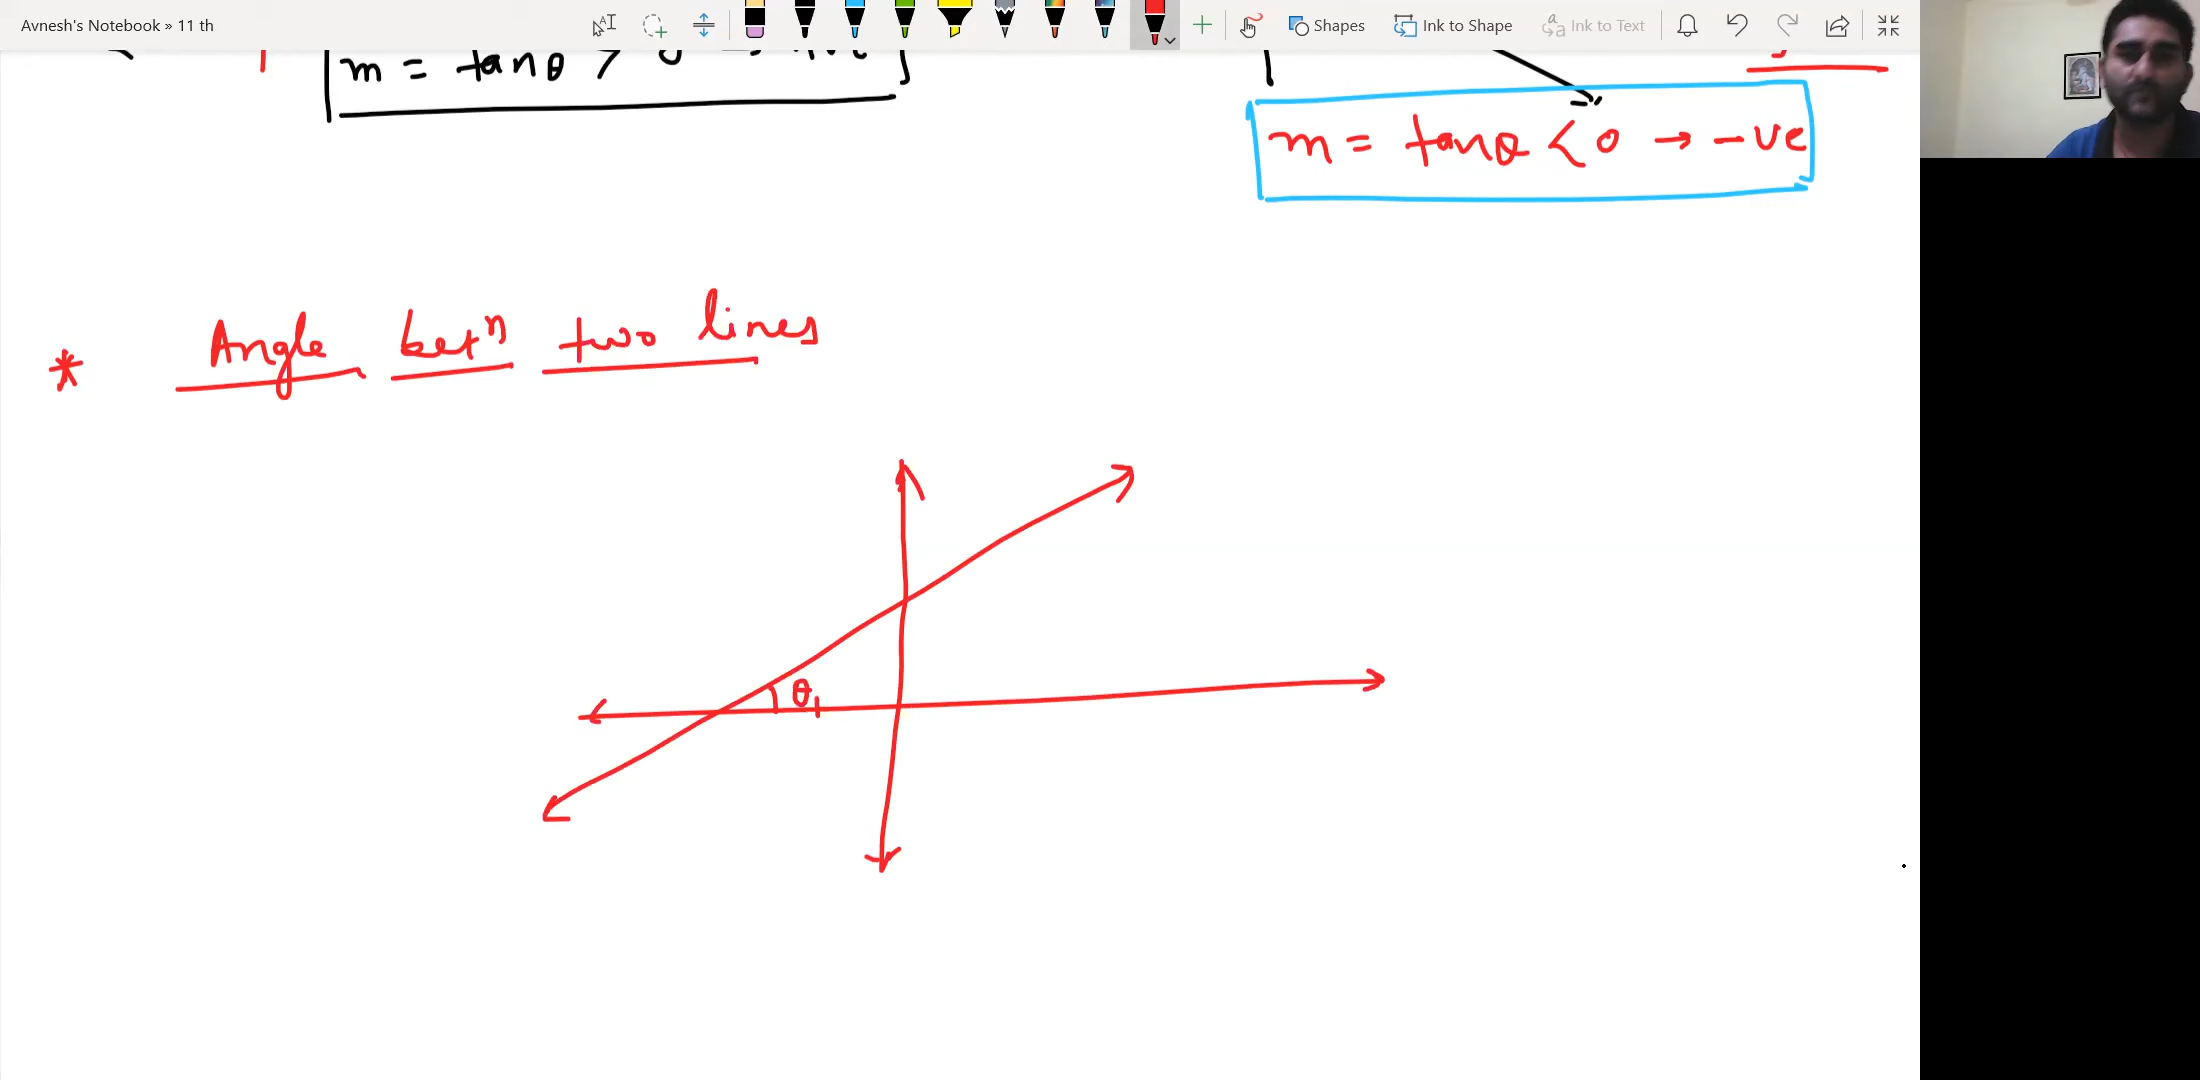 Avnesh's Notebook » 11 th
Shapes
Ink to Shape
Ink to Text
m = tanθ >
m = tanθ < 0 → -ve
* Angle betⁿ two lines
θ₁